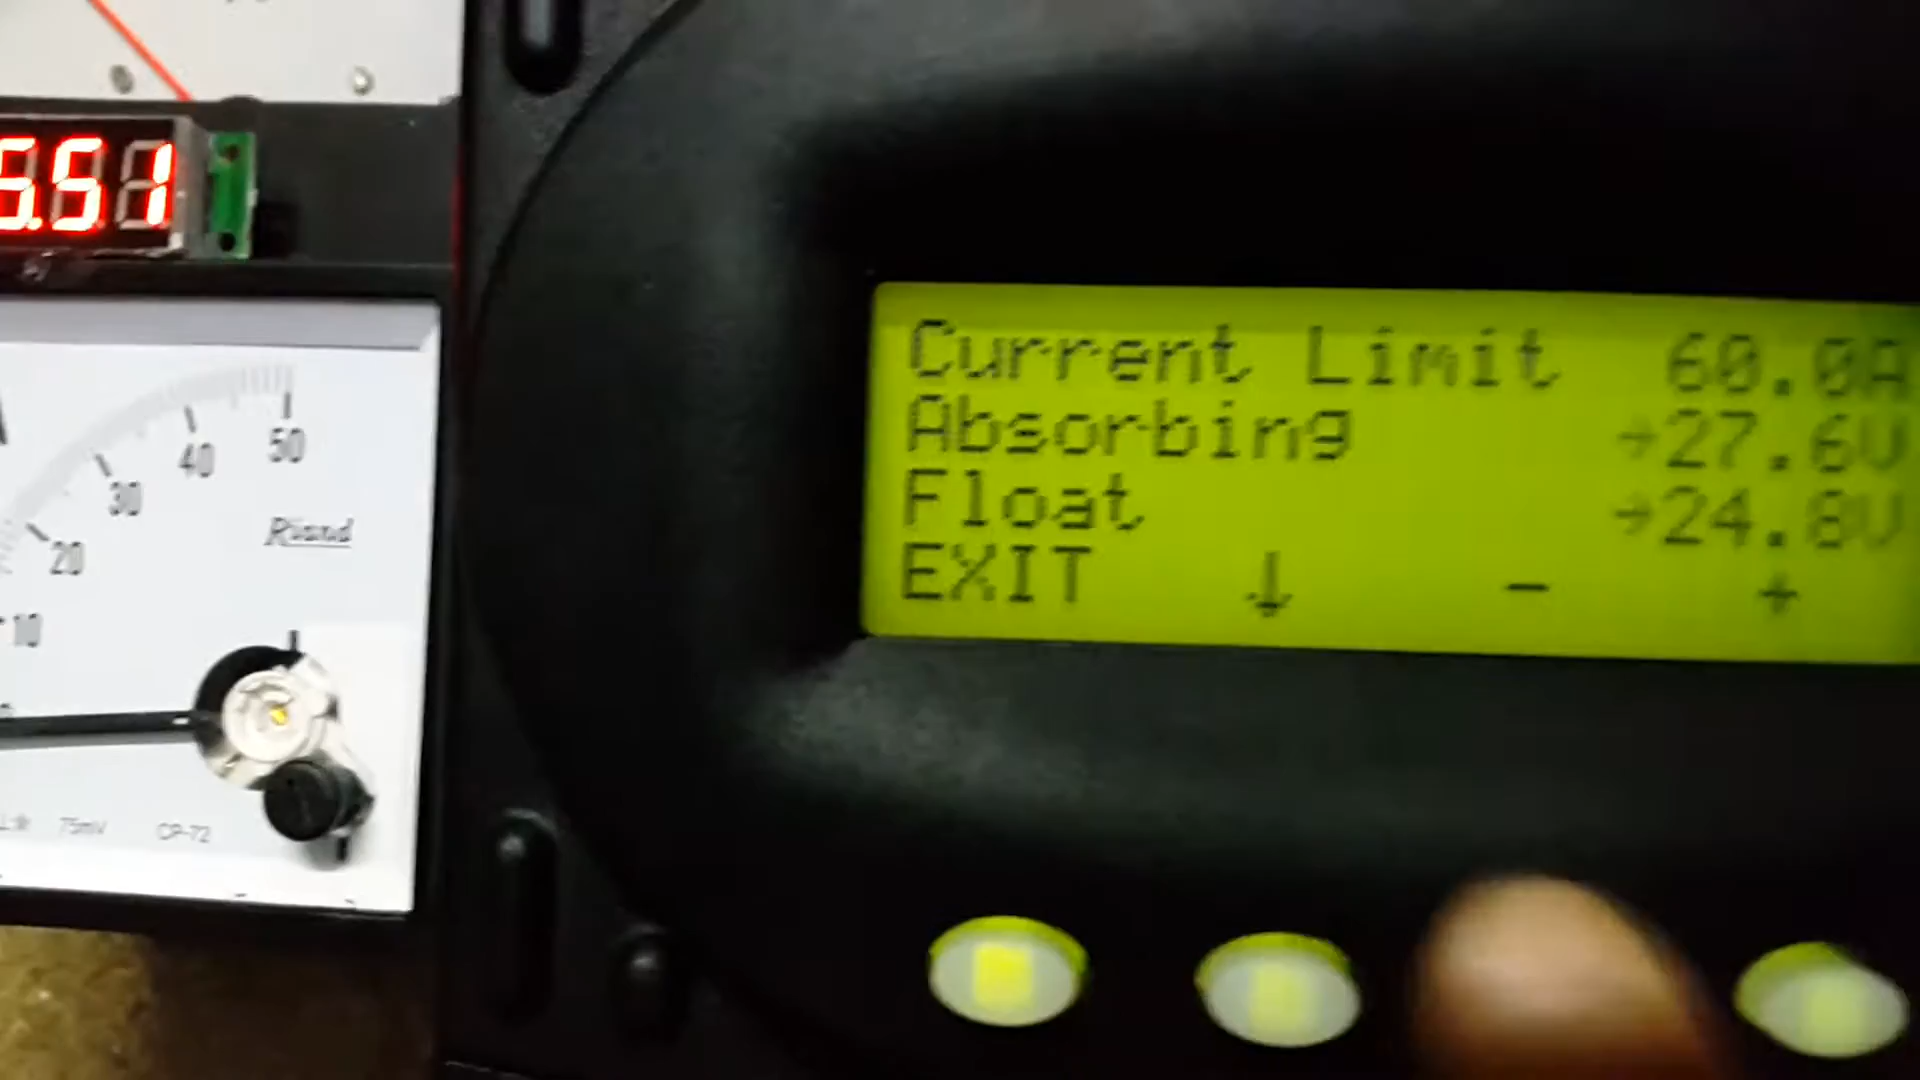 5.51
50
40
30
20
10
Riand
75mV CP-72
Current Limit 60.0A
Absorbing →27.6V
Float →24.8V
EXIT ↓ - +